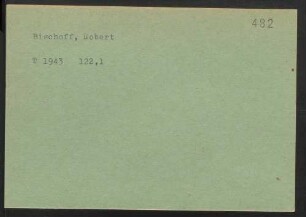 482
Bischoff, Robert
T 1943 132,1